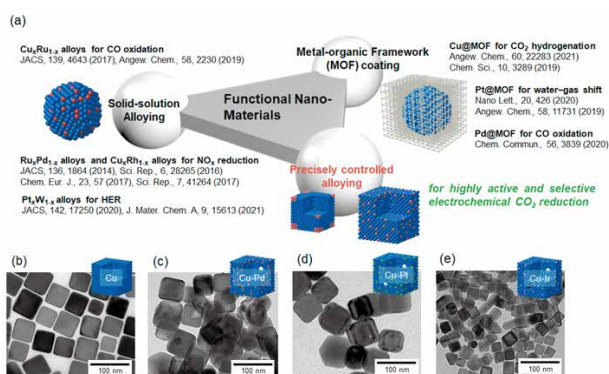 (a)
CuxRu1-x alloys for CO oxidation
JACS, 139, 4643 (2017), Angew. Chem., 58, 2230 (2019)
Metal-organic Framework
(MOF) coating
Cu@MOF for CO2 hydrogenation
Angew. Chem., 60, 22283 (2021)
Chem. Sci., 10, 3289 (2019)
Solid-solution
Alloying
Functional Nano-
Materials
Pt@MOF for water–gas shift
Nano Lett., 20, 426 (2020)
Angew. Chem., 58, 11731 (2019)
Pd@MOF for CO oxidation
Chem. Commun., 56, 3839 (2020)
RuxPd1-x alloys and CuxRh1-x alloys for NOx reduction
JACS, 136, 1864 (2014), Sci. Rep., 6, 28265 (2016)
Chem. Eur. J., 23, 57 (2017), Sci. Rep., 7, 41264 (2017)
Precisely controlled
alloying
PtxW1-x alloys for HER
JACS, 142, 17250 (2020), J. Mater. Chem. A, 9, 15613 (2021)
for highly active and selective
electrochemical CO2 reduction
(b)
Cu
100 nm
(c)
Cu-Pd
100 nm
(d)
Cu-Pt
100 nm
(e)
Cu-Ir
100 nm